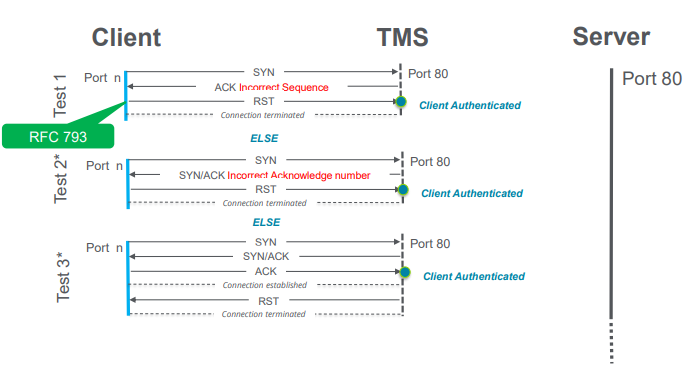 Client TMS Server
Test 1
Port n SYN Port 80 Port 80
ACK Incorrect Sequence
RST Client Authenticated
Connection terminated
RFC 793
ELSE
Test 2*
Port n SYN Port 80
SYN/ACK Incorrect Acknowledge number
RST Client Authenticated
Connection terminated
ELSE
Test 3*
Port n SYN Port 80
SYN/ACK
ACK Client Authenticated
Connection established
RST
Connection terminated